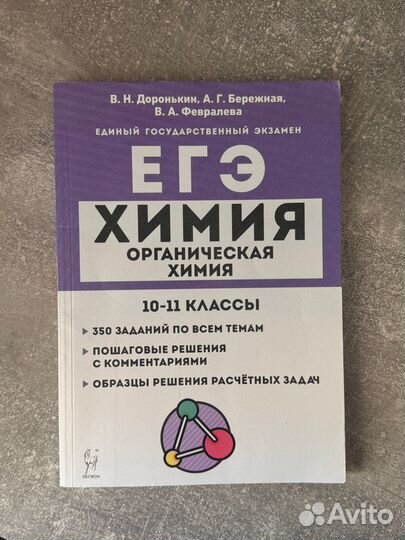 В. Н. Доронькин, А. Г. Бережная,
В. А. Февралева
ЕДИНЫЙ ГОСУДАРСТВЕННЫЙ ЭКЗАМЕН
ЕГЭ
ХИМИЯ
ОРГАНИЧЕСКАЯ
ХИМИЯ
10-11 КЛАССЫ
350 ЗАДАНИЙ ПО ВСЕМ ТЕМАМ
ПОШАГОВЫЕ РЕШЕНИЯ
С КОММЕНТАРИЯМИ
ОБРАЗЦЫ РЕШЕНИЯ РАСЧЁТНЫХ ЗАДАЧ
ЛЕГИОН
Avito